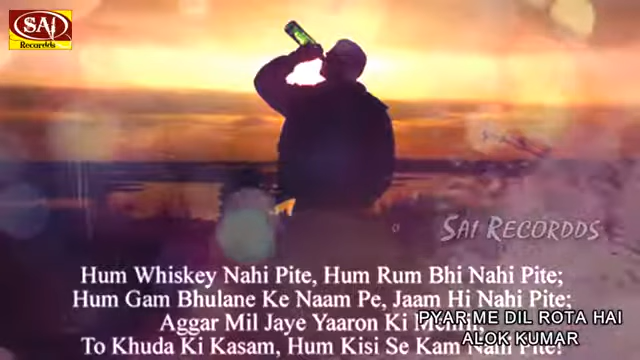 SAI
Recordds
SAI RECORDDS
Hum Whiskey Nahi Pite, Hum Rum Bhi Nahi Pite;
Hum Gam Bhulane Ke Naam Pe, Jaam Hi Nahi Pite;
Aggar Mil Jaye Yaaron Ki
PYAR ME DIL ROTA HAI
To Khuda Ki Kasam, Hum Kisi Se Kam Nahi Pite!
ALOK KUMAR